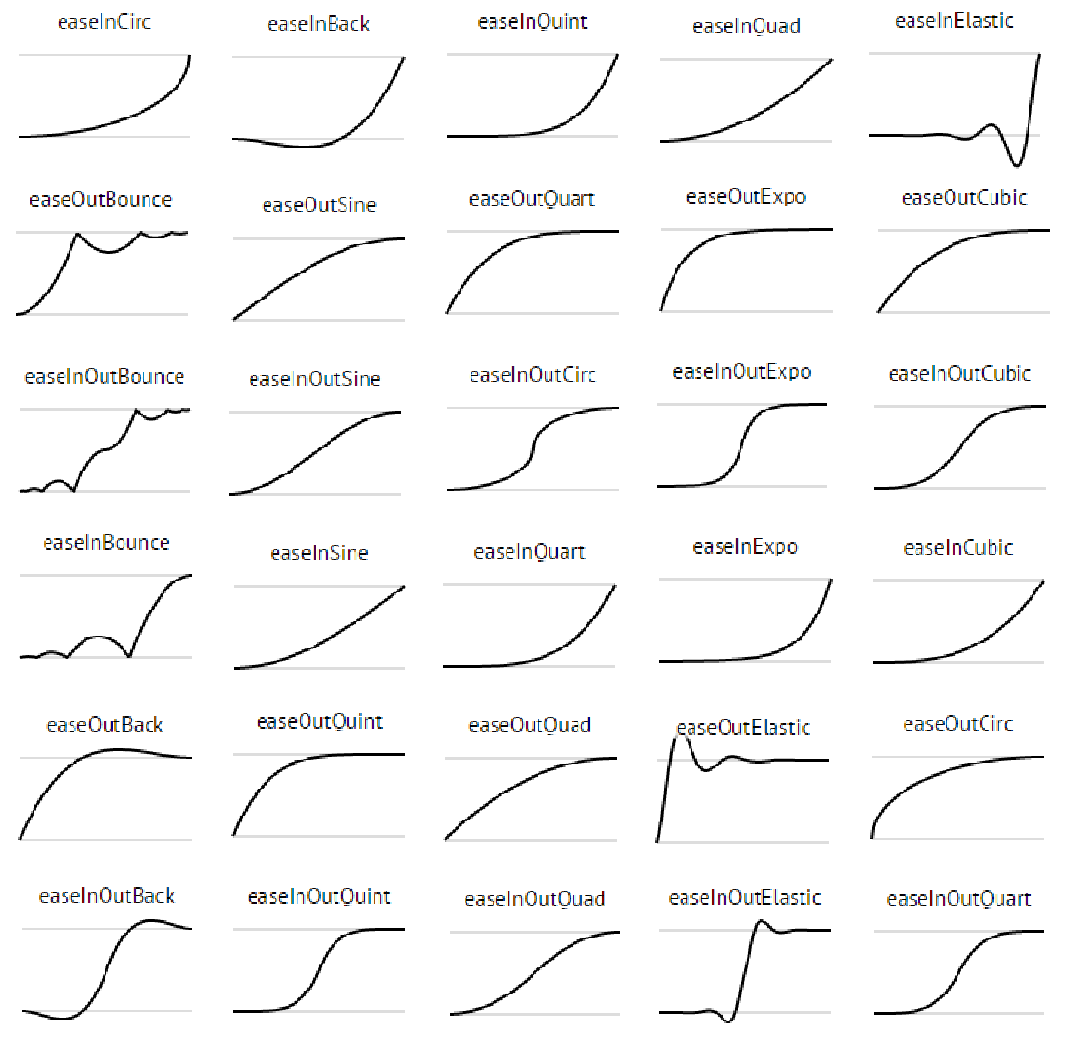 easeInCirc
easeInBack
easeInQuint
easeInQuad
easeInElastic
easeOutBounce
easeOutSine
easeOutQuart
easeOutExpo
easeOutCubic
easeInOutBounce
easeInOutSine
easeInOutCirc
easeInOutExpo
easeInOutCubic
easeInBounce
easeInSine
easeInQuart
easeInExpo
easeInCubic
easeOutBack
easeOutQuint
easeOutQuad
easeOutElastic
easeOutCirc
easeInOutBack
easeInOutQuint
easeInOutQuad
easeInOutElastic
easeInOutQuart